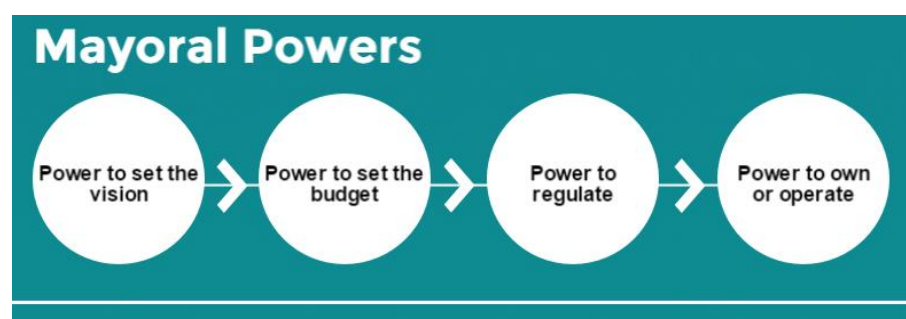 Mayoral Powers
Power to set the
vision
Power to set the
budget
Power to
regulate
Power to own
or operate